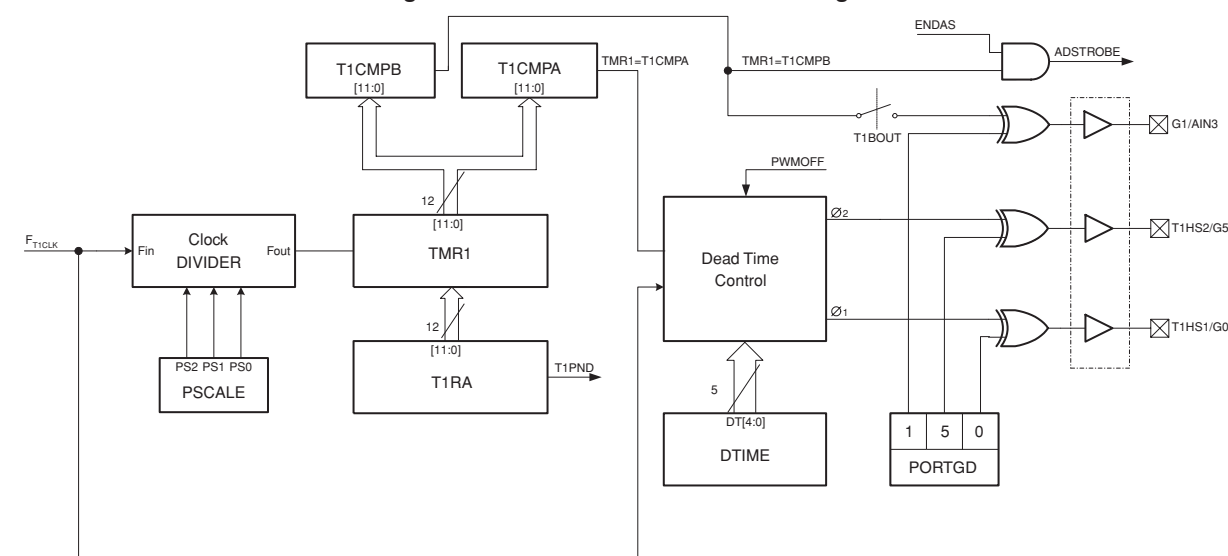 ENDAS
ADSTROBE
T1CMPB
[11:0]
T1CMPA
[11:0]
TMR1=T1CMPA
TMR1=T1CMPB
T1BOUT
G1/AIN3
12
PWMOFF
[11:0]
TMR1
FT1CLK
Fin
Clock
DIVIDER
Fout
Ø2
T1HS2/G5
Dead Time
Control
Ø1
T1HS1/G0
12
[11:0]
T1RA
T1PND
PS2 PS1 PS0
PSCALE
5
DT[4:0]
DTIME
1 5 0
PORTGD